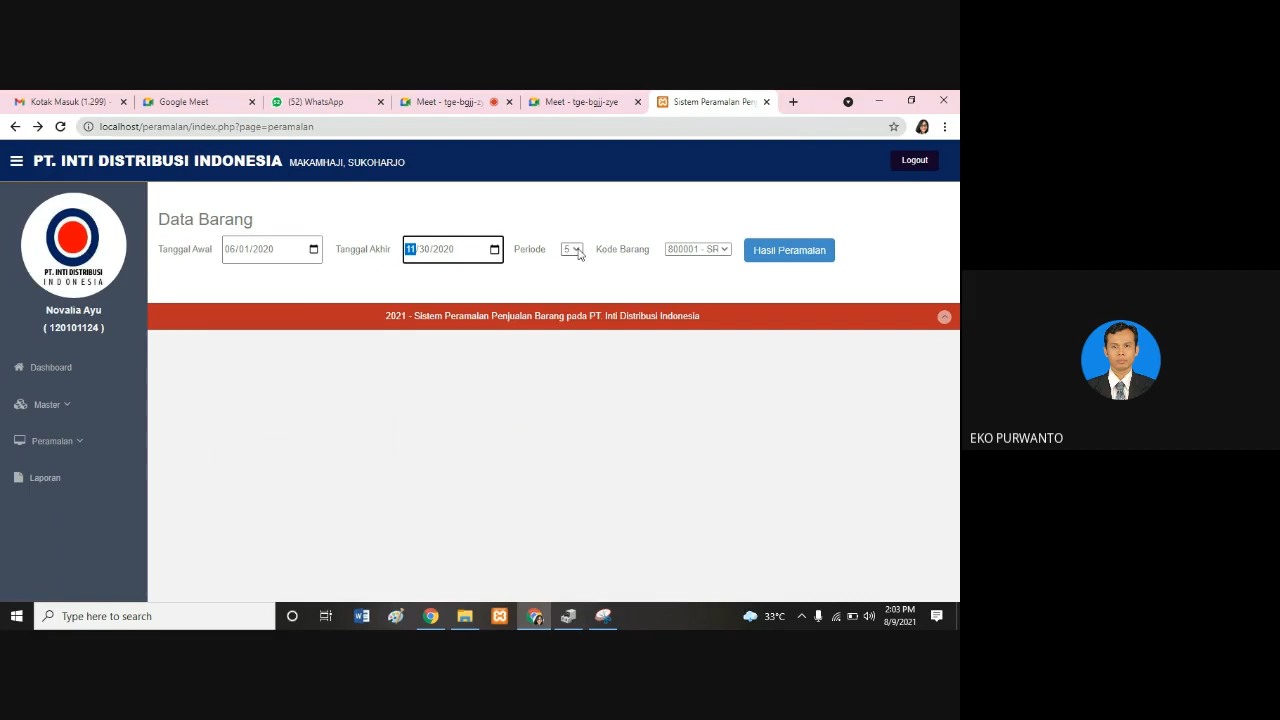 Kotak Masuk (1.299) -
Google Meet
(52) WhatsApp
Meet - tge-bgjj-zy
Meet - tge-bgjj-zye
Sistem Peramalan Penj
localhost/peramalan/index.php?page=peramalan
PT. INTI DISTRIBUSI INDONESIA MAKAMHAJI, SUKOHARJO
Logout
PT. INTI DISTRIBUSI
INDONESIA
Novalia Ayu
( 120101124 )
Dashboard
Master
Peramalan
Laporan
Data Barang
Tanggal Awal 06/01/2020 Tanggal Akhir 11/30/2020 Periode 5 Kode Barang 800001 - SR Hasil Peramalan
2021 - Sistem Peramalan Penjualan Barang pada PT. Inti Distribusi Indonesia
EKO PURWANTO
Type here to search
33°C
2:03 PM
8/9/2021